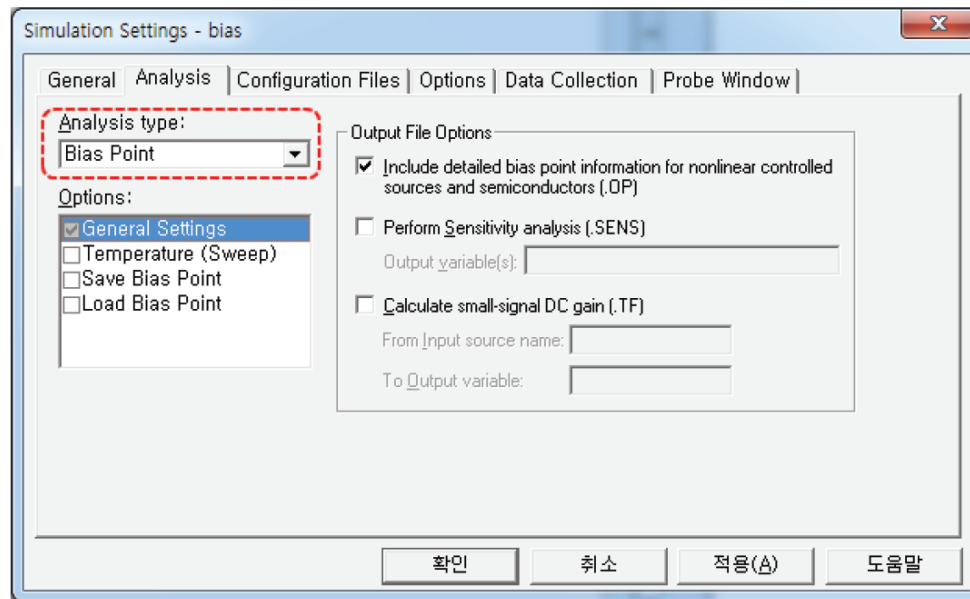 Simulation Settings - bias
General Analysis Configuration Files Options Data Collection Probe Window
Analysis type:
Bias Point
Options:
General Settings
Temperature (Sweep)
Save Bias Point
Load Bias Point
Output File Options
Include detailed bias point information for nonlinear controlled
sources and semiconductors (.OP)
Perform Sensitivity analysis (.SENS)
Output variable(s):
Calculate small-signal DC gain (.TF)
From Input source name:
To Output variable:
확인 취소 적용(A) 도움말